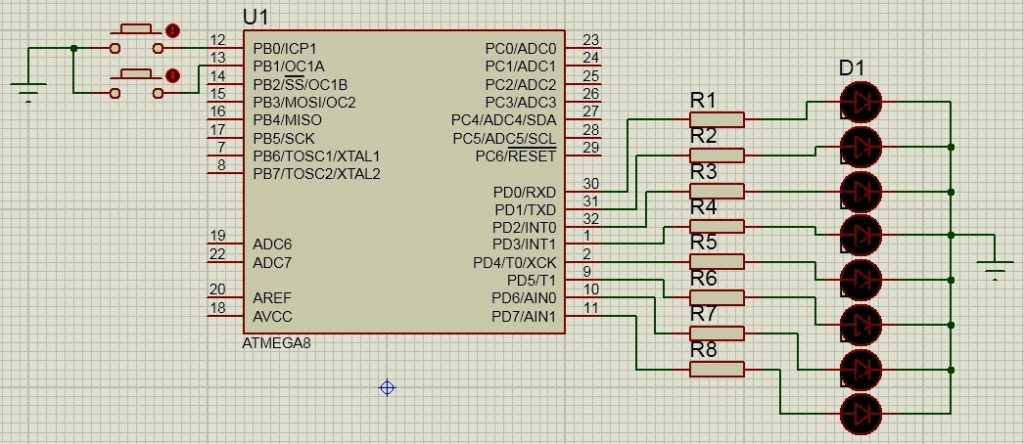 U1
12 PB0/ICP1 PC0/ADC0 23
13 PB1/OC1A PC1/ADC1 24
14 PB2/SS/OC1B PC2/ADC2 25
15 PB3/MOSI/OC2 PC3/ADC3 26
16 PB4/MISO PC4/ADC4/SDA 27
17 PB5/SCK PC5/ADC5/SCL 28
7 PB6/TOSC1/XTAL1 PC6/RESET 29
8 PB7/TOSC2/XTAL2
PD0/RXD 30
PD1/TXD 31
PD2/INT0 32
19 ADC6 PD3/INT1 1
22 ADC7 PD4/T0/XCK 2
PD5/T1 9
20 AREF PD6/AIN0 10
18 AVCC PD7/AIN1 11
ATMEGA8
R1
R2
R3
R4
R5
R6
R7
R8
D1